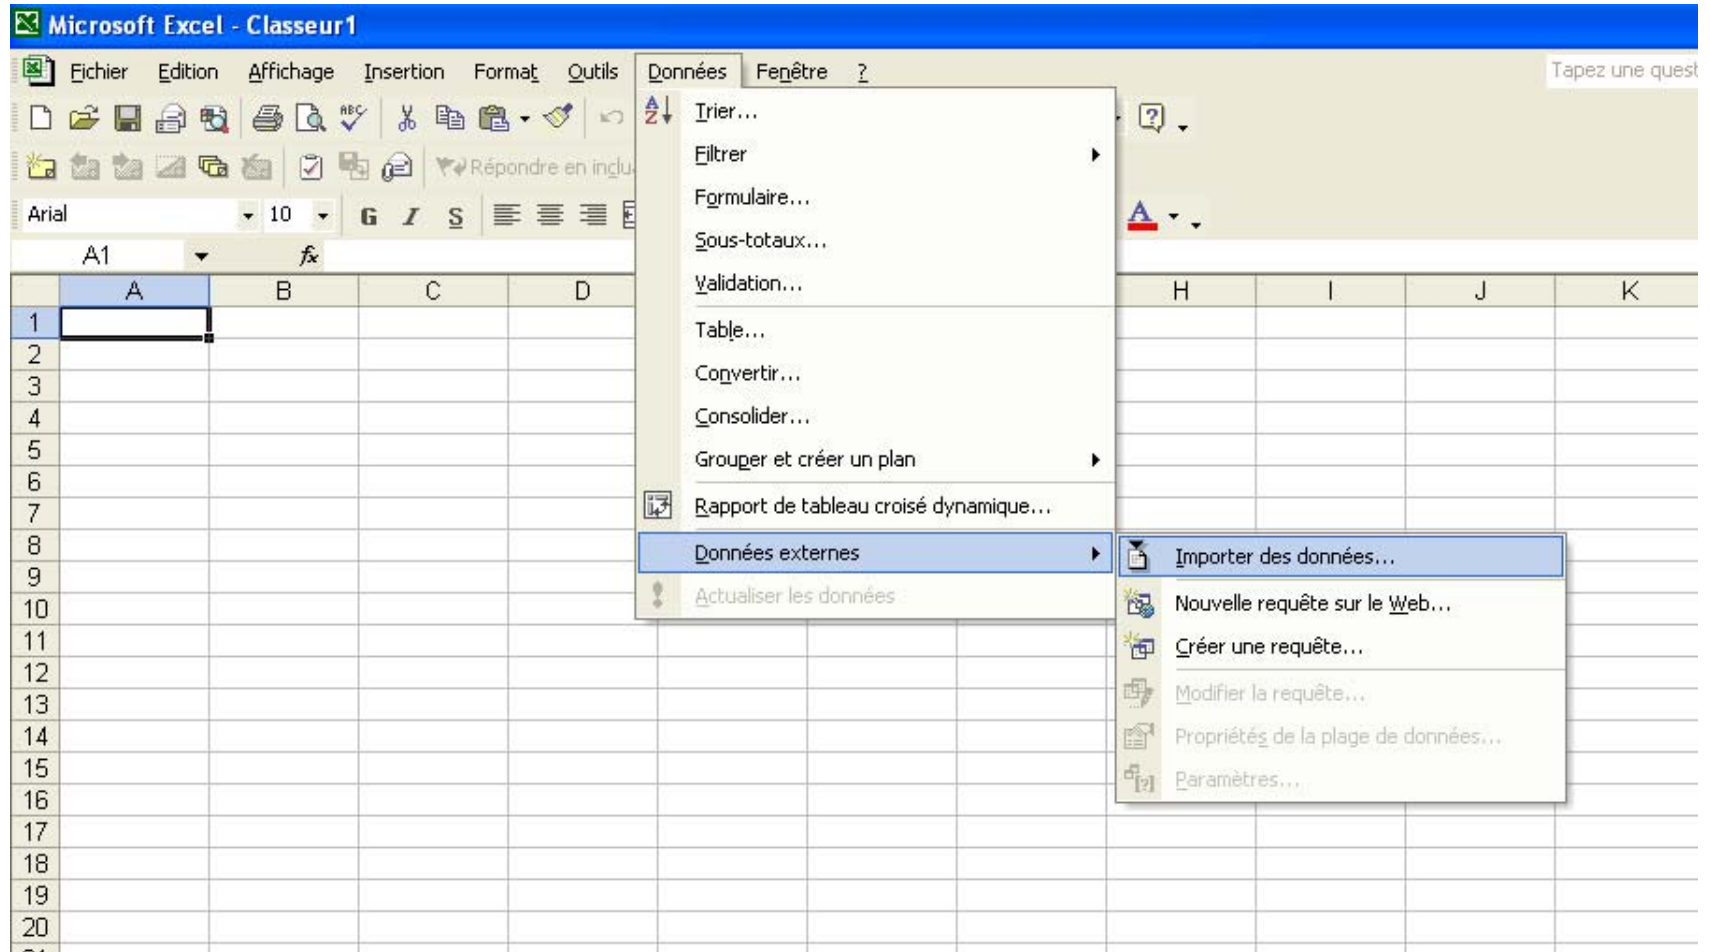 Microsoft Excel - Classeur1
Fichier Edition Affichage Insertion Format Outils Données Fenêtre ?
Tapez une quest
Répondre en inclu
Arial 10 G I S
A1 fx
A B C D H I J K
1
2
3
4
5
6
7
8
9
10
11
12
13
14
15
16
17
18
19
20
Trier...
Filtrer
Formulaire...
Sous-totaux...
Validation...
Table...
Convertir...
Consolider...
Grouper et créer un plan
Rapport de tableau croisé dynamique...
Données externes
Actualiser les données
Importer des données...
Nouvelle requête sur le Web...
Créer une requête...
Modifier la requête...
Propriétés de la plage de données...
Paramètres...